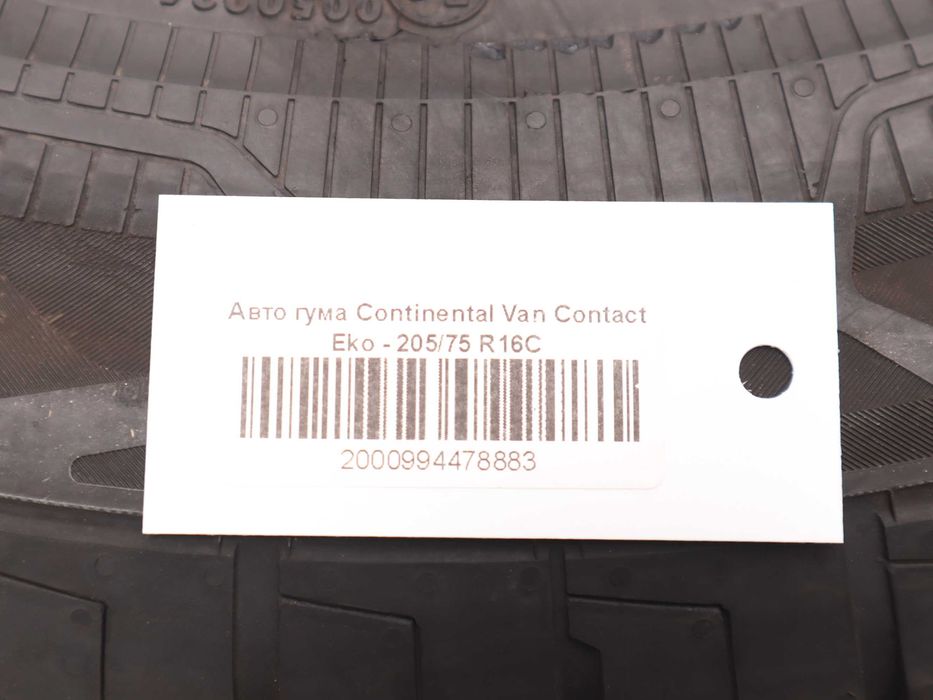 Авто гума Continental Van Contact
Eko - 205/75 R16C
2000994478883